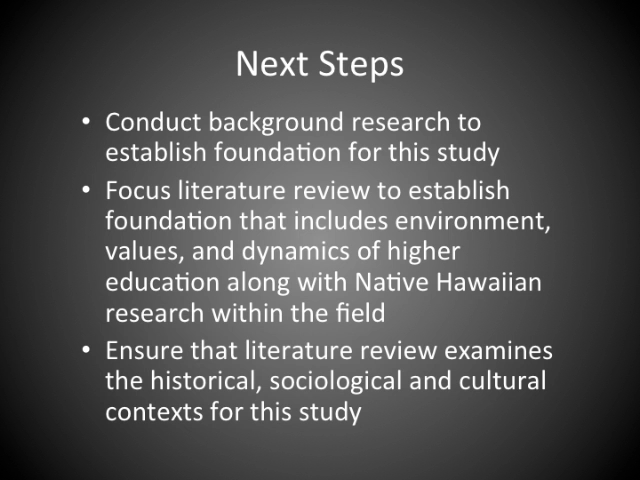 Next Steps
• Conduct background research to
establish foundation for this study
• Focus literature review to establish
foundation that includes environment,
values, and dynamics of higher
education along with Native Hawaiian
research within the field
• Ensure that literature review examines
the historical, sociological and cultural
contexts for this study